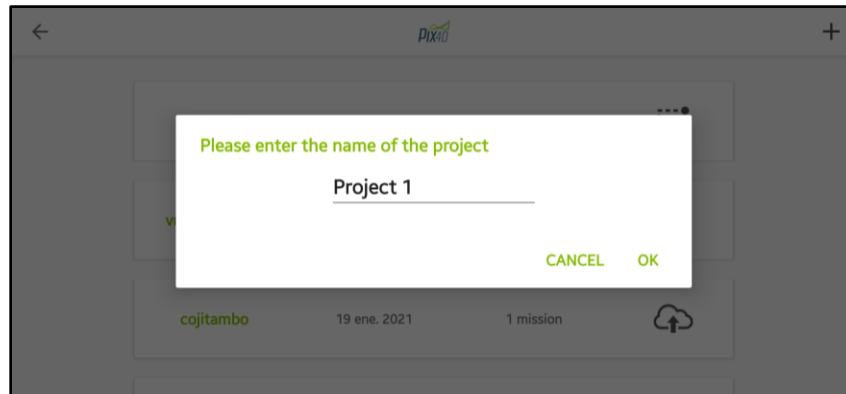 PIX4D
Please enter the name of the project
Project 1
CANCEL OK
cojitambo 19 ene. 2021 1 mission